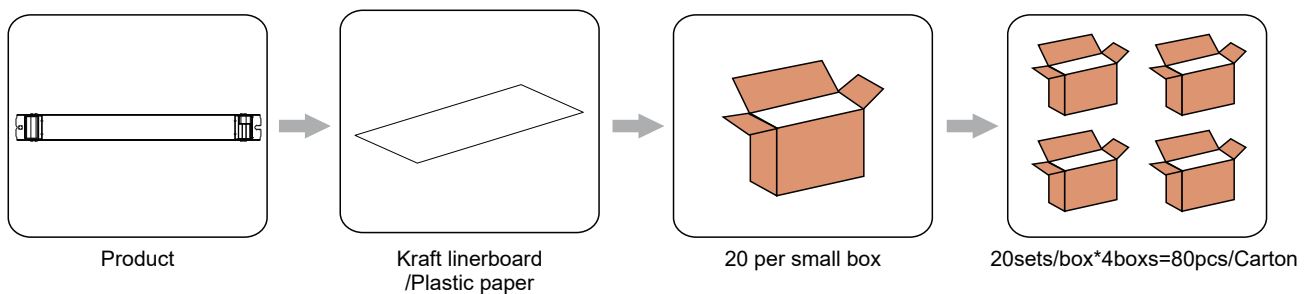 Product
Kraft linerboard
/Plastic paper
20 per small box
20sets/box*4boxs=80pcs/Carton